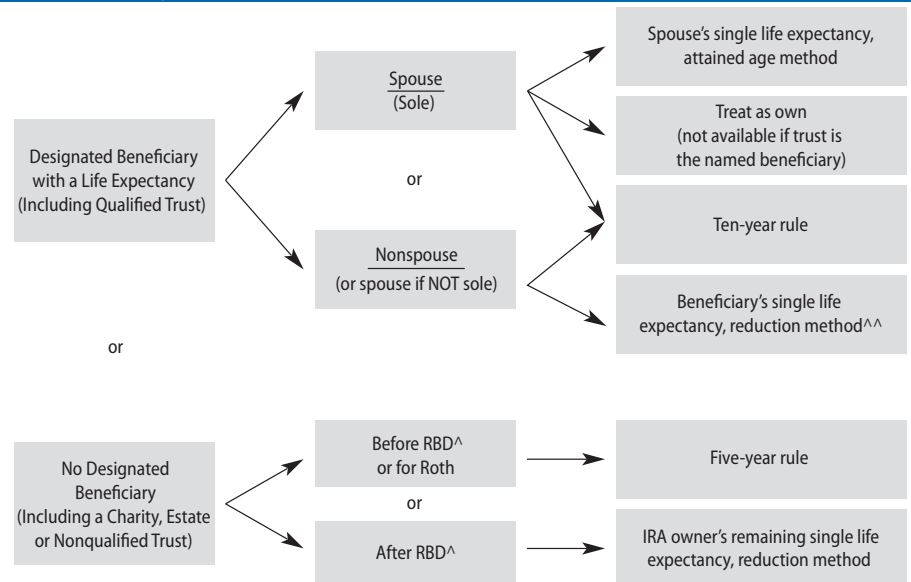 Designated Beneficiary
with a Life Expectancy
(Including Qualified Trust)
or
No Designated
Beneficiary
(Including a Charity, Estate
or Nonqualified Trust)
Spouse
(Sole)
or
Nonspouse
(or spouse if NOT sole)
Before RBD^
or for Roth
or
After RBD^
Spouse's single life expectancy,
attained age method
Treat as own
(not available if trust is
the named beneficiary)
Ten-year rule
Beneficiary's single life
expectancy, reduction method^^
Five-year rule
IRA owner's remaining single life
expectancy, reduction method